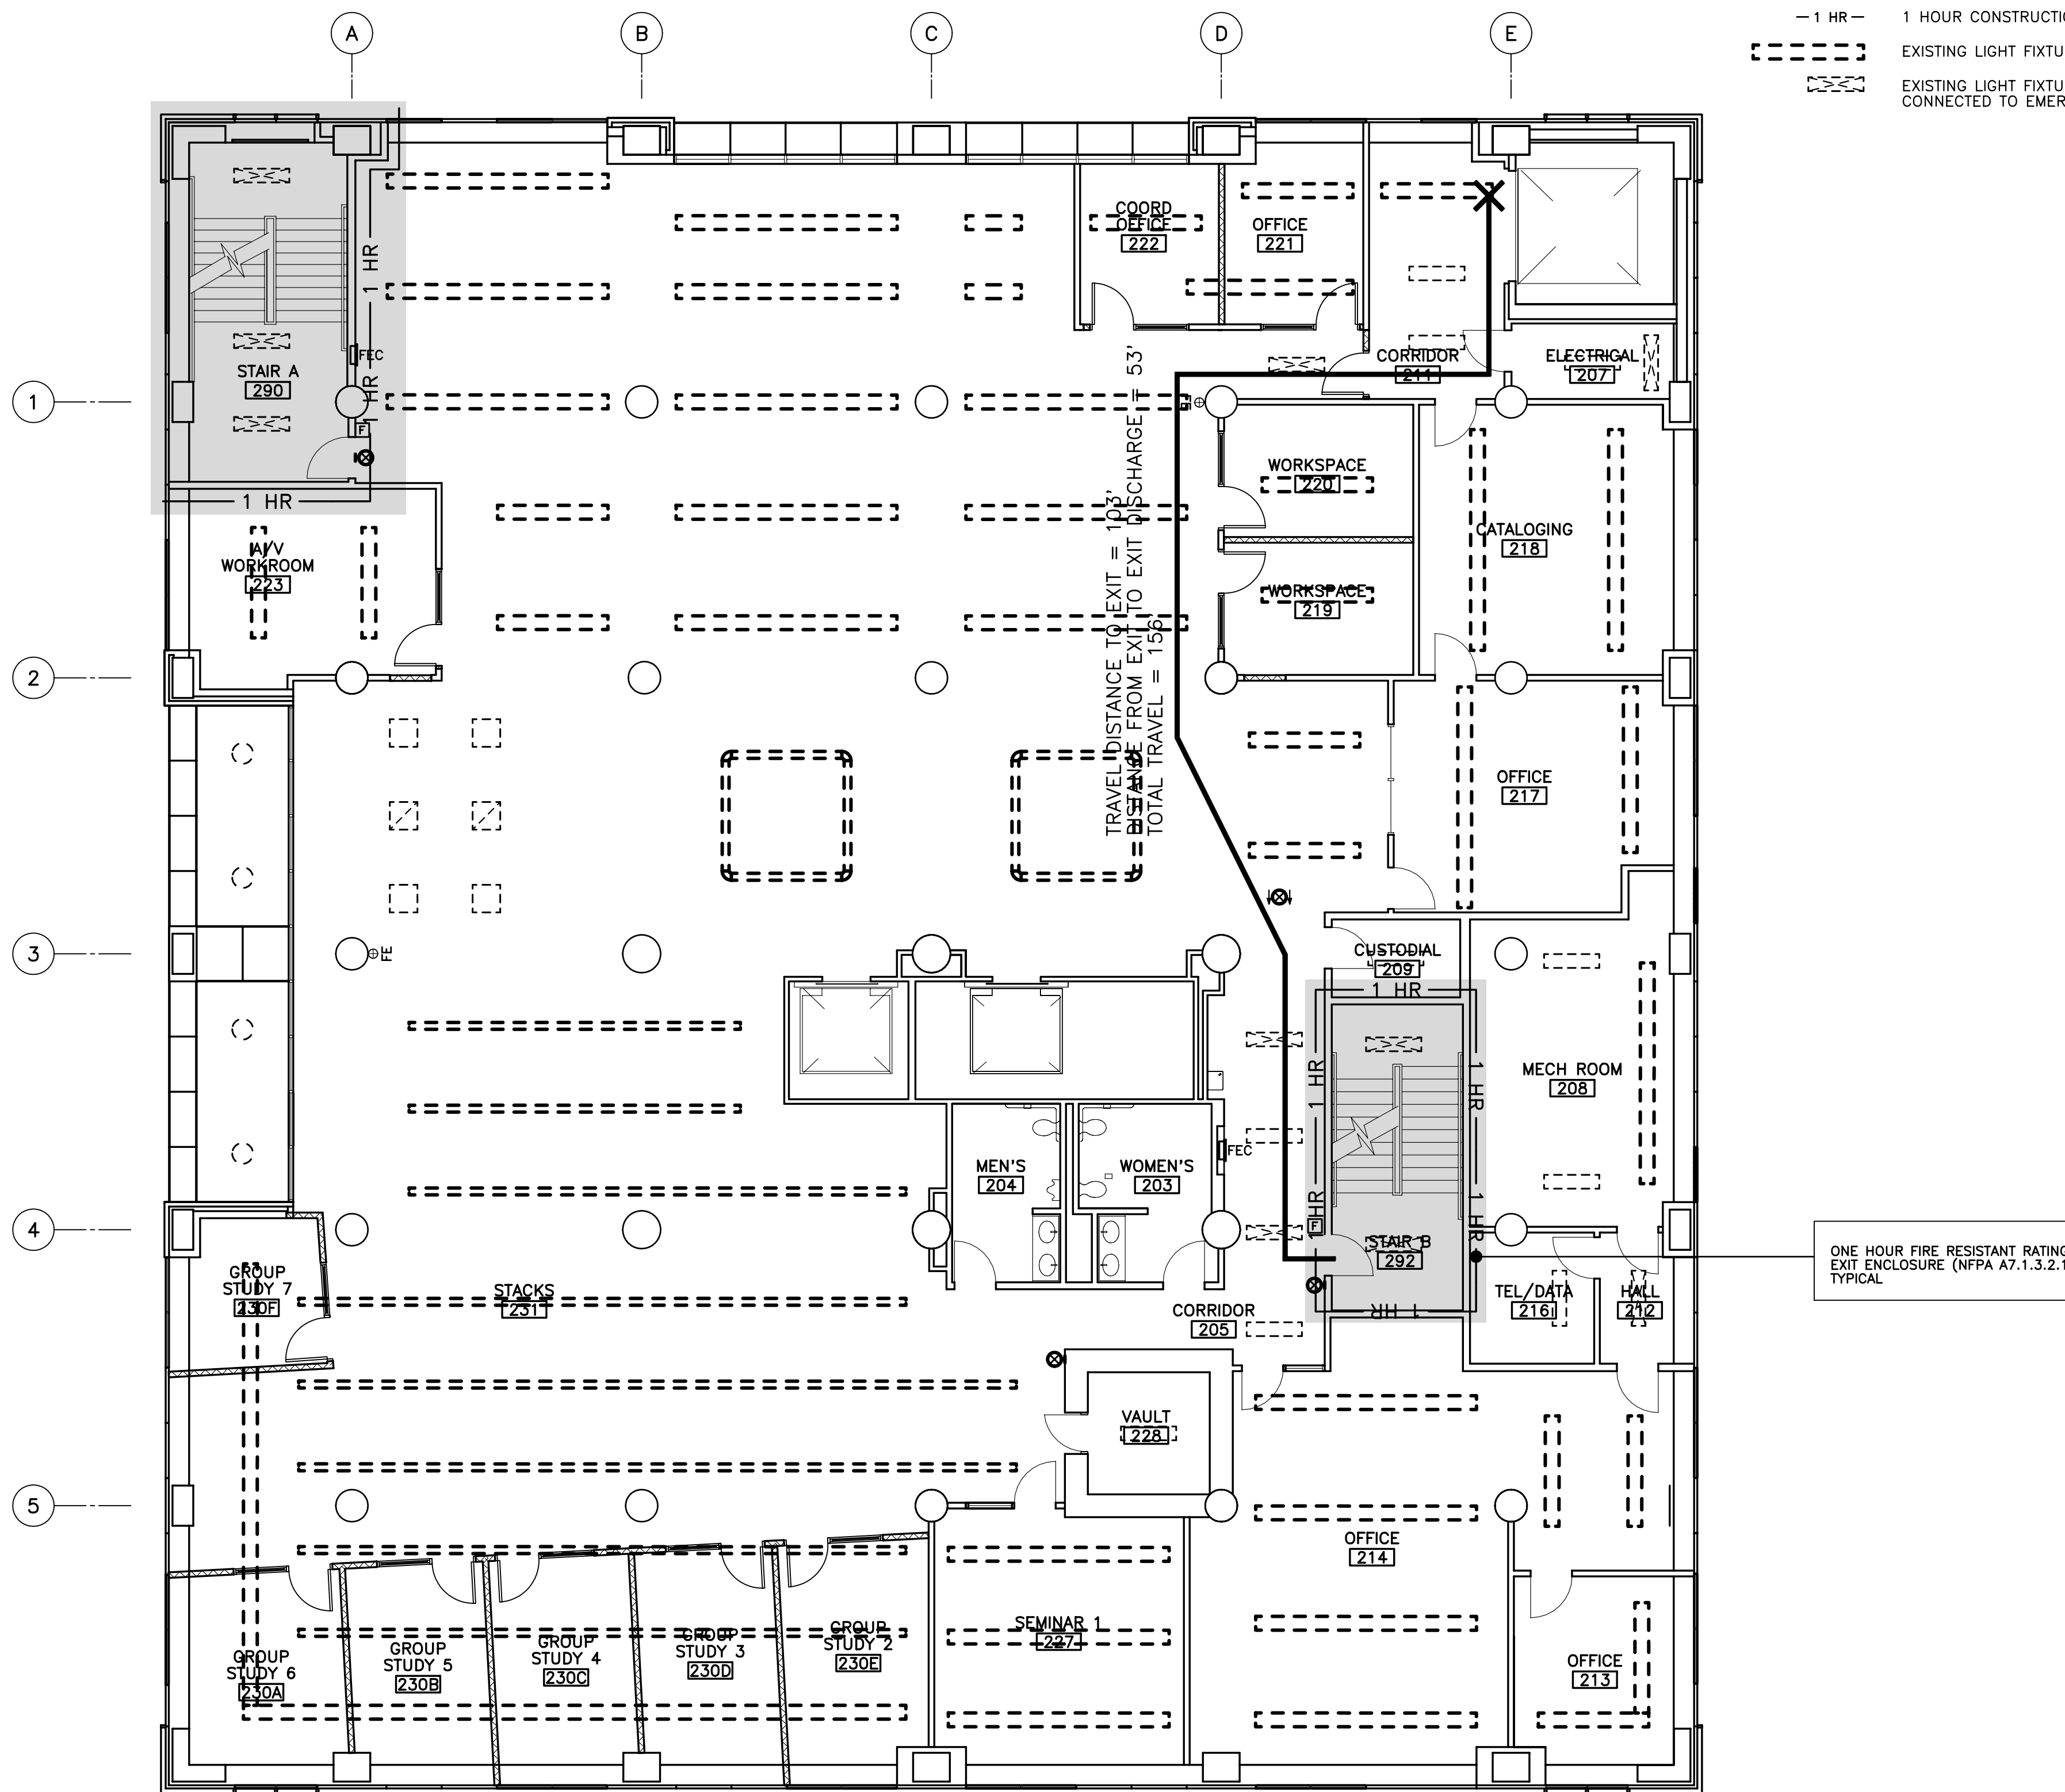 A
B
C
D
E
— 1 HR —
1 HOUR CONSTRUCTI
EXISTING LIGHT FIXTU
EXISTING LIGHT FIXTU
CONNECTED TO EMER
1
2
3
4
5
STAIR A
290
1 HR
1 HR
1 HR
1 HR
FEC
F
COORD
OFFICE
222
OFFICE
221
CORRIDOR
211
ELECTRICAL
207
WORKSPACE
220
WORKSPACE
219
CATALOGING
218
A/V
WORKROOM
223
TRAVEL DISTANCE TO EXIT = 103'
DISTANCE FROM EXIT TO EXIT DISCHARGE = 53'
TOTAL TRAVEL = 156'
OFFICE
217
FE
CUSTODIAL
209
1 HR
1 HR
1 HR
1 HR
1 HR
1 HR
1 HR
MECH ROOM
208
MEN'S
204
WOMEN'S
203
FEC
F
STAIR B
292
ONE HOUR FIRE RESISTANT RATING
EXIT ENCLOSURE (NFPA A7.1.3.2.1
TYPICAL
GROUP
STUDY 7
230F
STACKS
231
CORRIDOR
205
TEL/DATA
216
HALL
212
VAULT
228
OFFICE
214
GROUP
STUDY 6
230A
GROUP
STUDY 5
230B
GROUP
STUDY 4
230C
GROUP
STUDY 3
230D
GROUP
STUDY 2
230E
SEMINAR 1
227
OFFICE
213